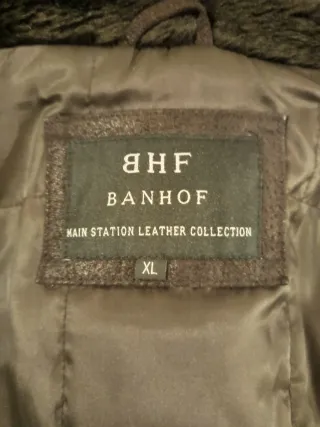 BHF
BANHOF
MAIN STATION LEATHER COLLECTION
XL